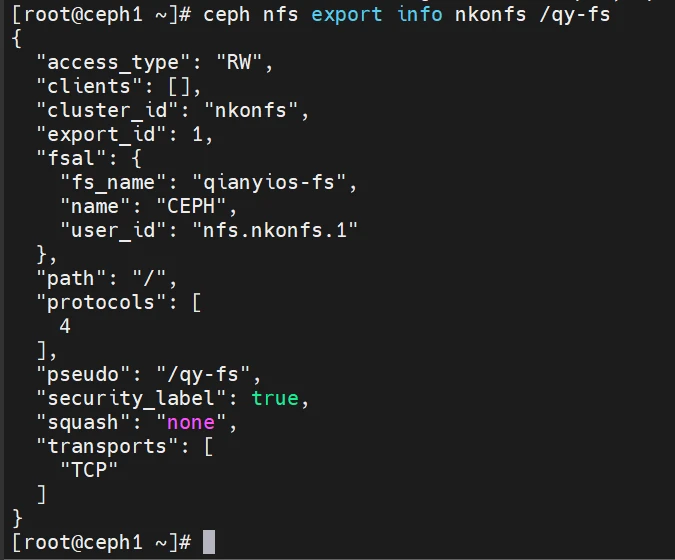 [root@ceph1 ~]# ceph nfs export info nkonfs /qy-fs
{
  "access_type": "RW",
  "clients": [],
  "cluster_id": "nkonfs",
  "export_id": 1,
  "fsal": {
    "fs_name": "qianyios-fs",
    "name": "CEPH",
    "user_id": "nfs.nkonfs.1"
  },
  "path": "/",
  "protocols": [
    4
  ],
  "pseudo": "/qy-fs",
  "security_label": true,
  "squash": "none",
  "transports": [
    "TCP"
  ]
}
[root@ceph1 ~]#